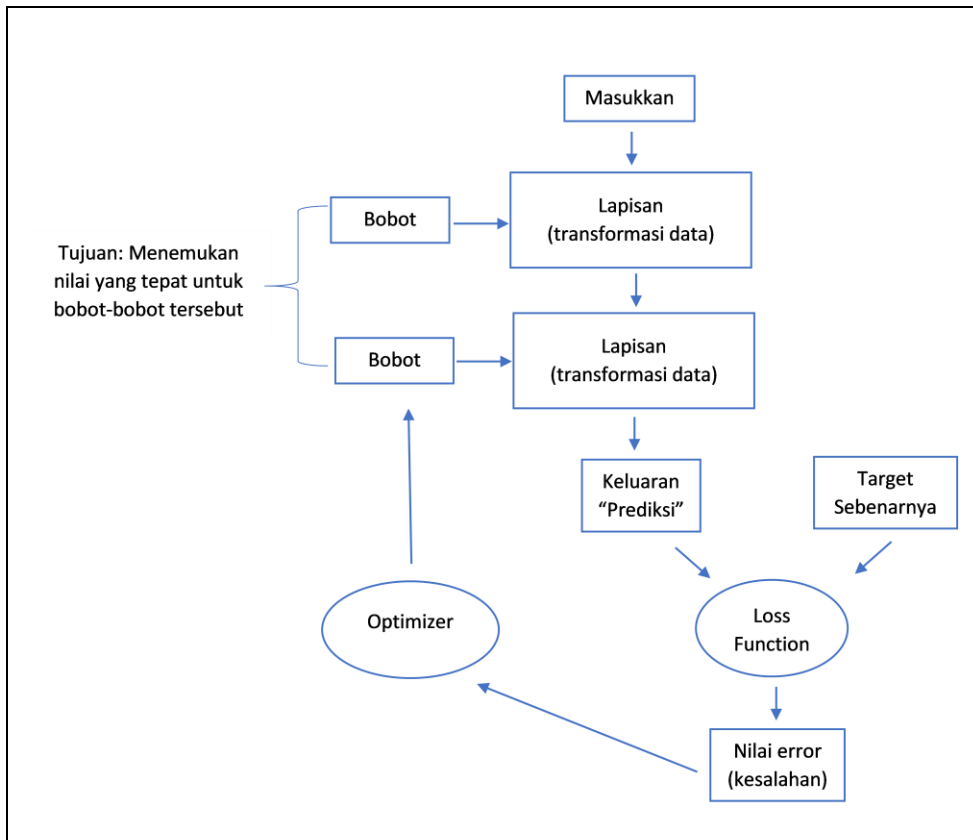 Masukkan
Bobot
Lapisan
(transformasi data)
Tujuan: Menemukan
nilai yang tepat untuk
bobot-bobot tersebut
Bobot
Lapisan
(transformasi data)
Keluaran
“Prediksi”
Target
Sebenarnya
Optimizer
Loss
Function
Nilai error
(kesalahan)